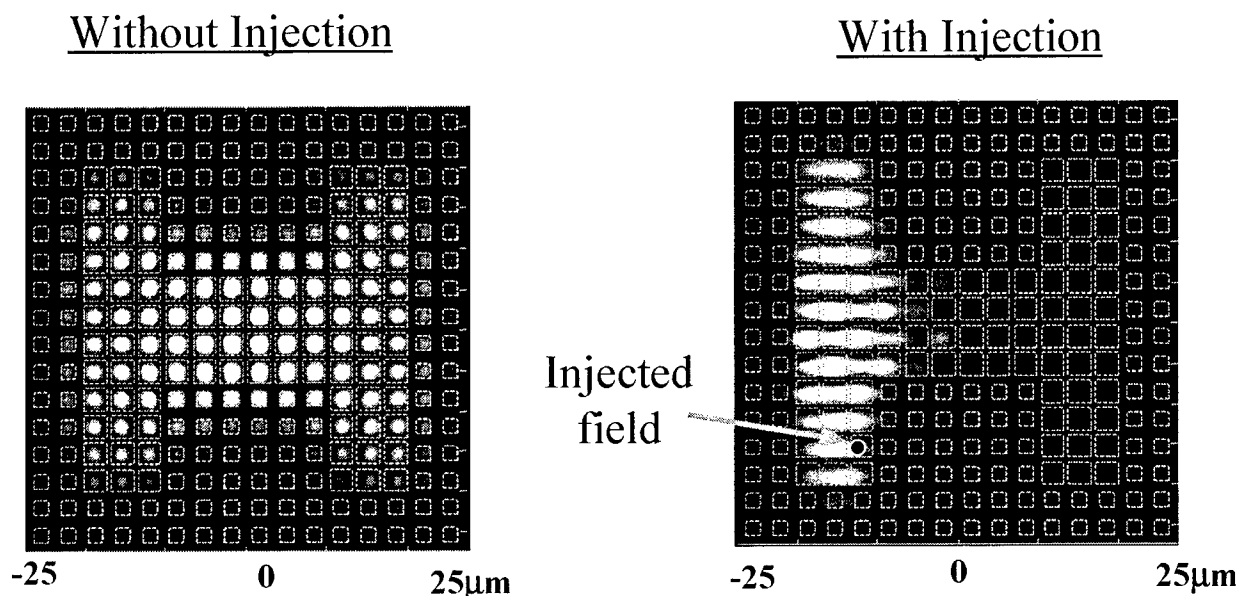 Without Injection
With Injection
Injected
field
-25
0
25μm
-25
0
25μm